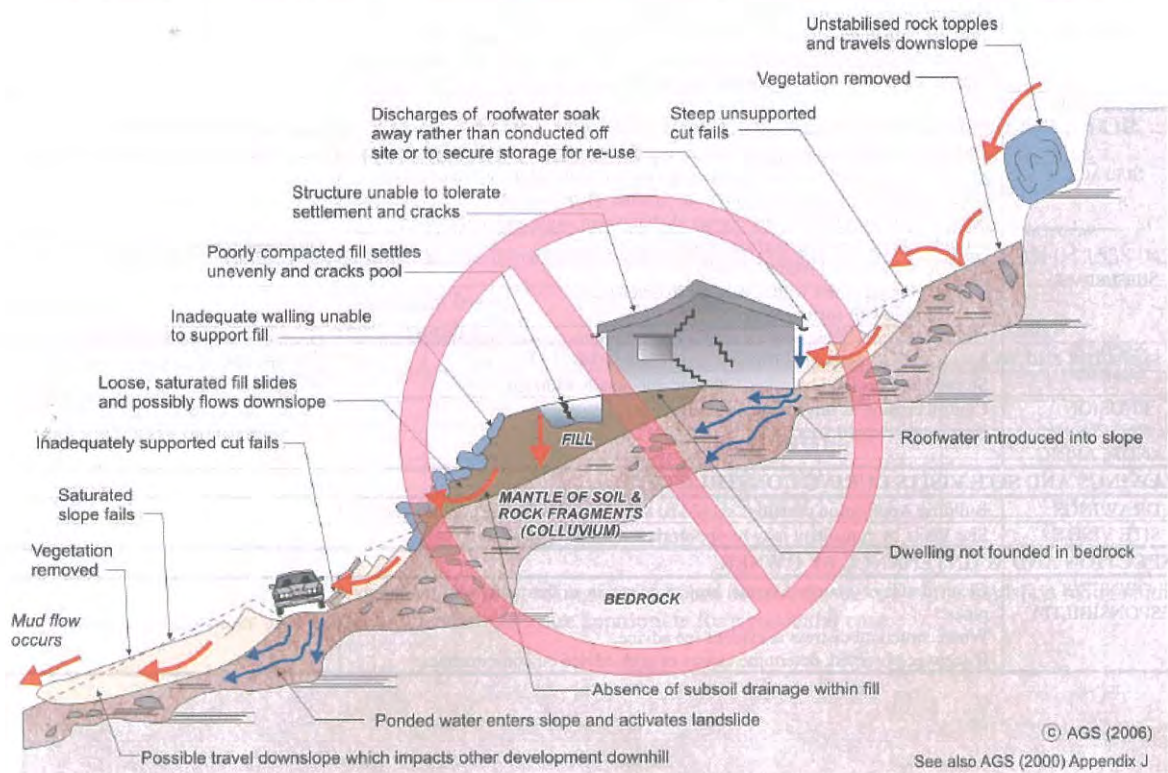 Unstabilised rock topples
and travels downslope
Vegetation removed
Discharges of roofwater soak
away rather than conducted off
site or to secure storage for re-use
Steep unsupported
cut fails
Structure unable to tolerate
settlement and cracks
Poorly compacted fill settles
unevenly and cracks pool
Inadequate walling unable
to support fill
Loose, saturated fill slides
and possibly flows downslope
Inadequately supported cut fails
Saturated
slope fails
Vegetation
removed
Mud flow
occurs
FILL
MANTLE OF SOIL &
ROCK FRAGMENTS
(COLLUVIUM)
BEDROCK
Roofwater introduced into slope
Dwelling not founded in bedrock
Absence of subsoil drainage within fill
Ponded water enters slope and activates landslide
Possible travel downslope which impacts other development downhill
© AGS (2006)
See also AGS (2000) Appendix J